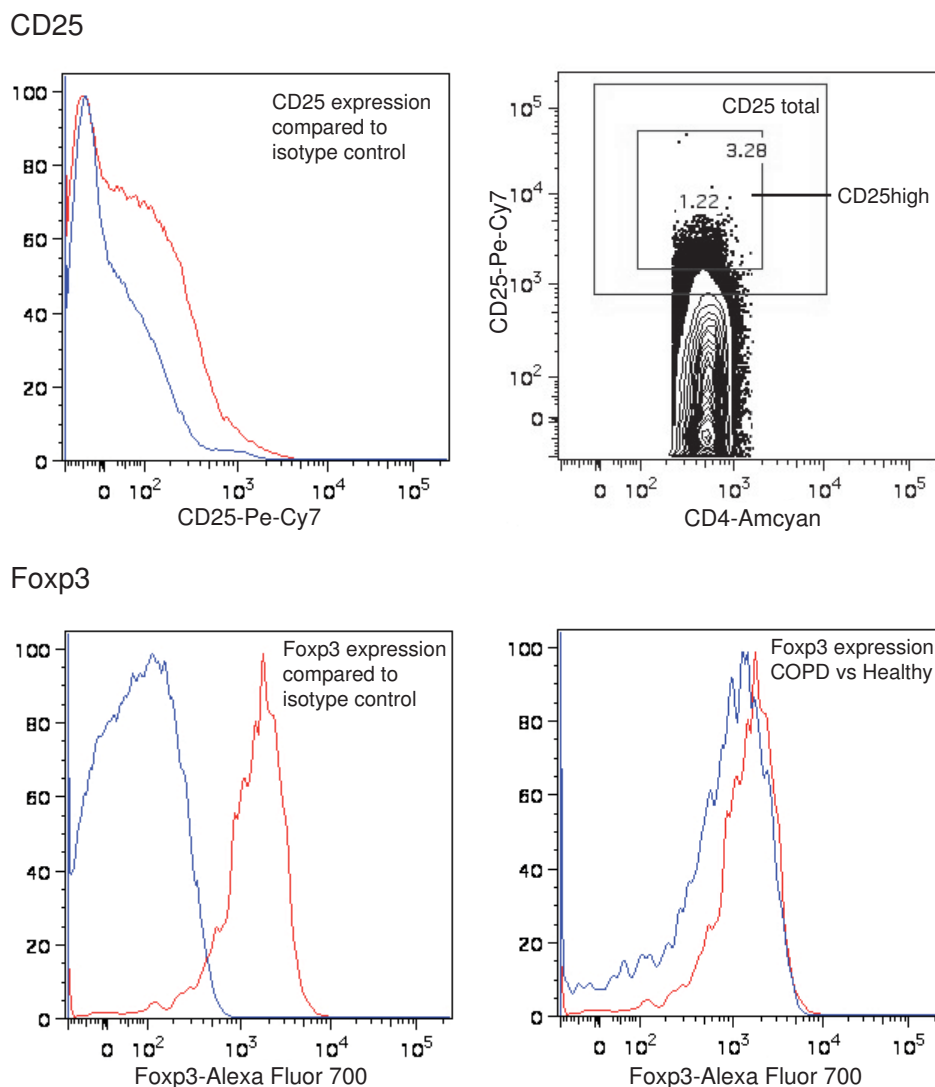 CD25
100
80
60
40
20
0
CD25 expression
compared to
isotype control
0 10² 10³ 10⁴ 10⁵
CD25-Pe-Cy7
CD25-Pe-Cy7
10⁵
10⁴
10³
10²
0
CD25 total
3.28
1.22
CD25high
0 10² 10³ 10⁴ 10⁵
CD4-Amcyan
Foxp3
100
80
60
40
20
0
Foxp3 expression
compared to
isotype control
0 10² 10³ 10⁴ 10⁵
Foxp3-Alexa Fluor 700
100
80
60
40
20
0
Foxp3 expression
COPD vs Healthy
0 10² 10³ 10⁴ 10⁵
Foxp3-Alexa Fluor 700